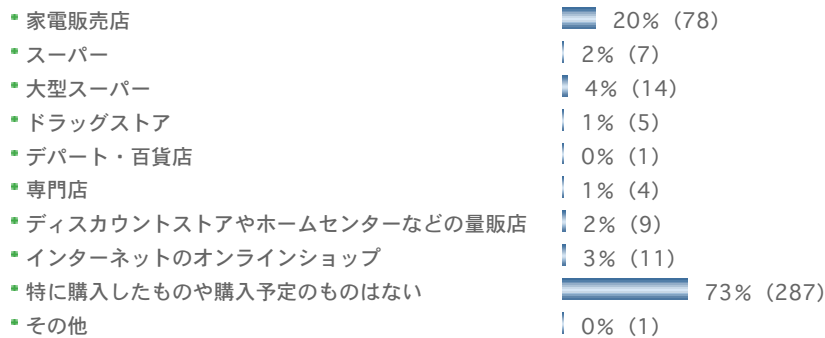 家電販売店 20% (78)
スーパー 2% (7)
大型スーパー 4% (14)
ドラッグストア 1% (5)
デパート・百貨店 0% (1)
専門店 1% (4)
ディスカウントストアやホームセンターなどの量販店 2% (9)
インターネットのオンラインショップ 3% (11)
特に購入したものや購入予定のものはない 73% (287)
その他 0% (1)